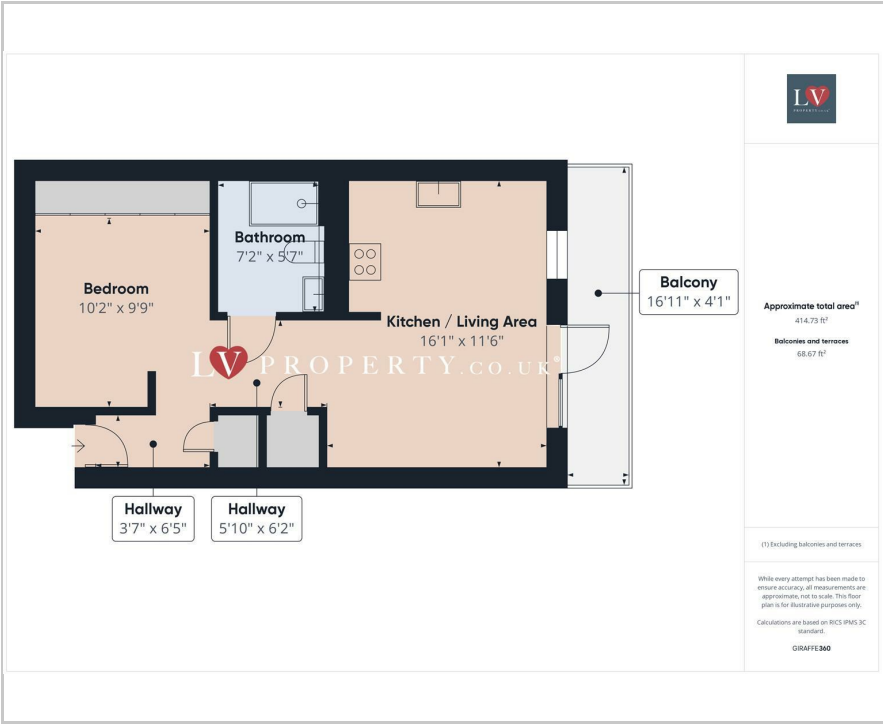 LV
PROPERTY.CO.UK
Bathroom
7'2" x 5'7"
Bedroom
10'2" x 9'9"
Kitchen / Living Area
16'1" x 11'6"
Balcony
16'11" x 4'1"
LV PROPERTY.CO.UK
Hallway
3'7" x 6'5"
Hallway
5'10" x 6'2"
Approximate total area(1)
414.73 ft²
Balconies and terraces
68.67 ft²
(1) Excluding balconies and terraces
While every attempt has been made to
ensure accuracy, all measurements are
approximate, not to scale. This floor
plan is for illustrative purposes only.
Calculations are based on RICS IPMS 3C
standard.
GIRAFFE360